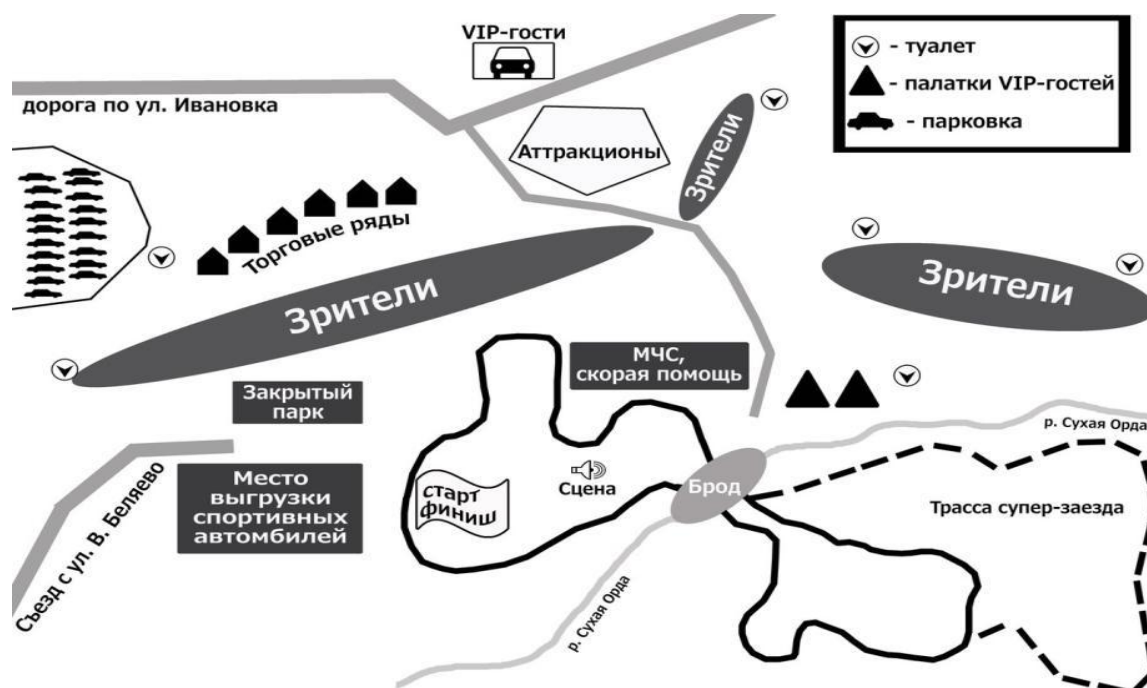 VIP-гости
- туалет
- палатки VIP-гостей
- парковка
дорога по ул. Ивановка
Аттракционы
Зрители
Торговые ряды
Зрители
Зрители
МЧС,
скорая помощь
Закрытый
парк
р. Сухая Орда
Место
выгрузки
спортивных
автомбилей
Съезд с ул. В. Беляево
старт
финиш
Сцена
Брод
Трасса супер-заезда
р. Сухая Орда